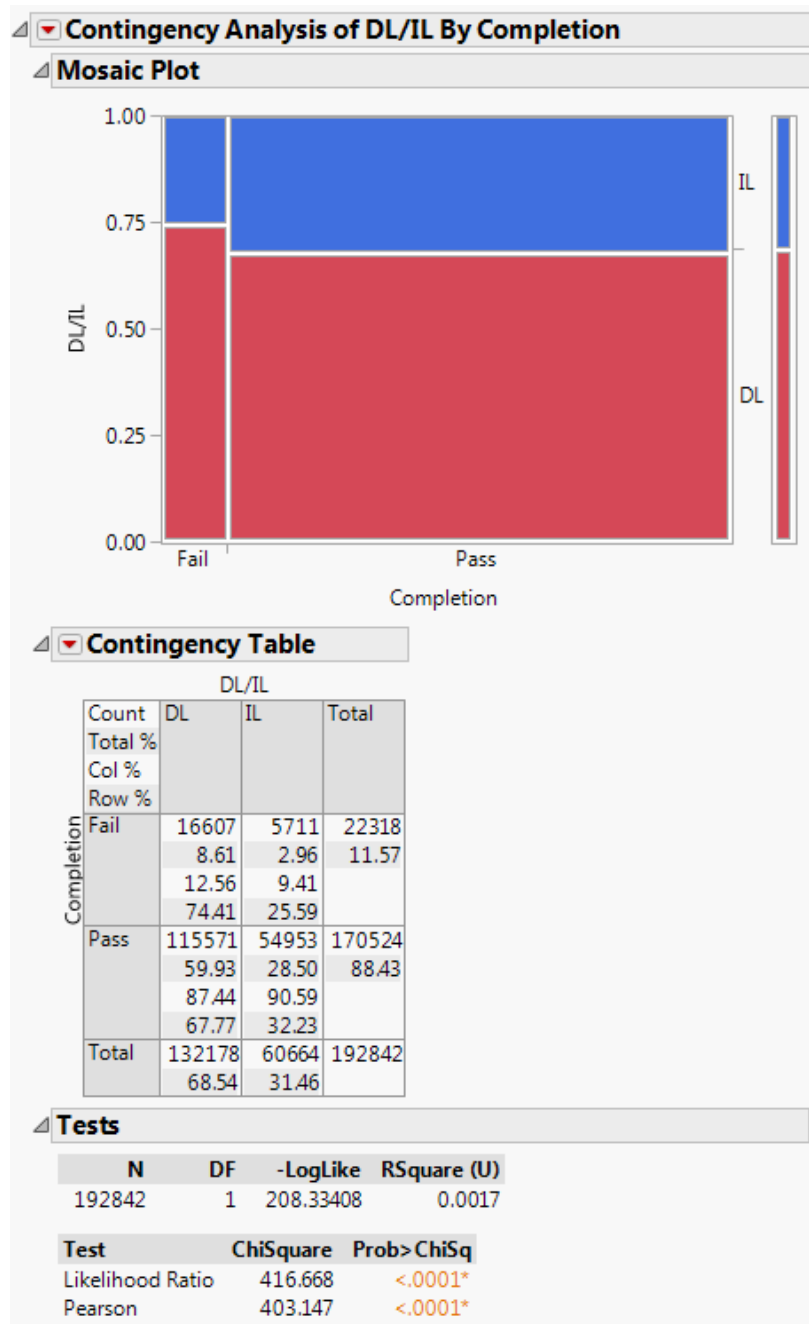 Contingency Analysis of DL/IL By Completion
Mosaic Plot
1.00
0.75
0.50
0.25
0.00
DL/IL
IL
DL
Fail Pass
Completion
Contingency Table
DL/IL
Completion
Count DL IL Total
Total %
Col %
Row %
Fail 16607 5711 22318
8.61 2.96 11.57
12.56 9.41
74.41 25.59
Pass 115571 54953 170524
59.93 28.50 88.43
87.44 90.59
67.77 32.23
Total 132178 60664 192842
68.54 31.46
Tests
N DF -LogLike RSquare (U)
192842 1 208.33408 0.0017
Test ChiSquare Prob>ChiSq
Likelihood Ratio 416.668 <.0001*
Pearson 403.147 <.0001*